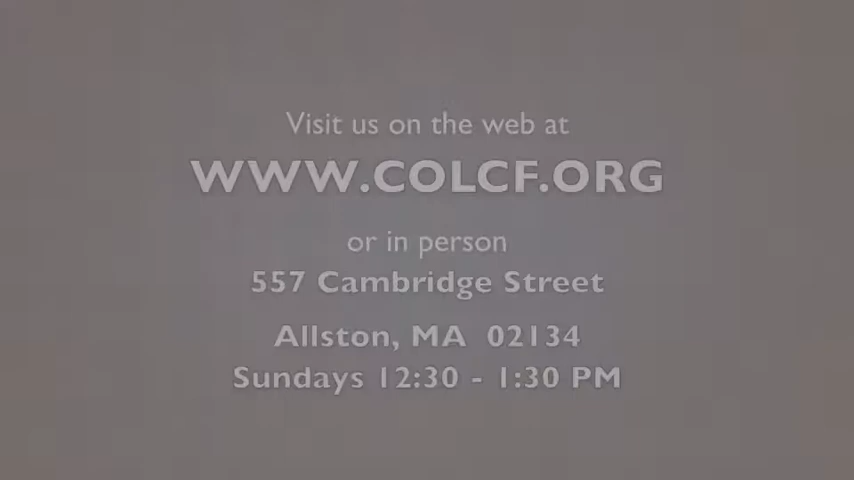 Visit us on the web at
WWW.COLCF.ORG
or in person
557 Cambridge Street
Allston, MA 02134
Sundays 12:30 - 1:30 PM